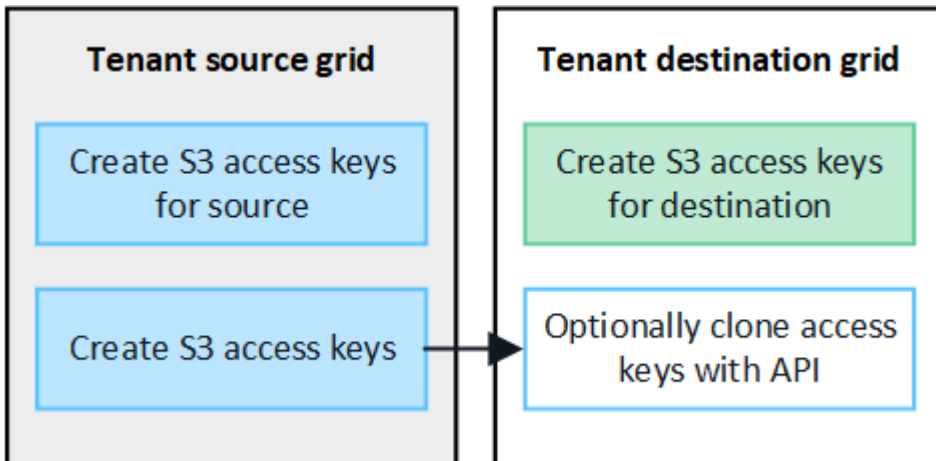 Tenant source grid
Create S3 access keys
for source
Create S3 access keys
Tenant destination grid
Create S3 access keys
for destination
Optionally clone access
keys with API